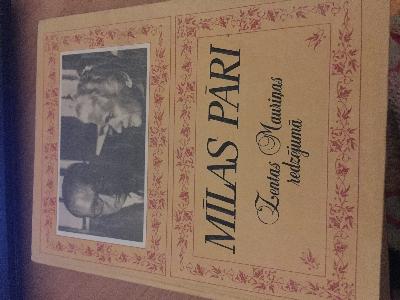 MĪLAS PĀRI
Zentas Mauriņas
redzējumā